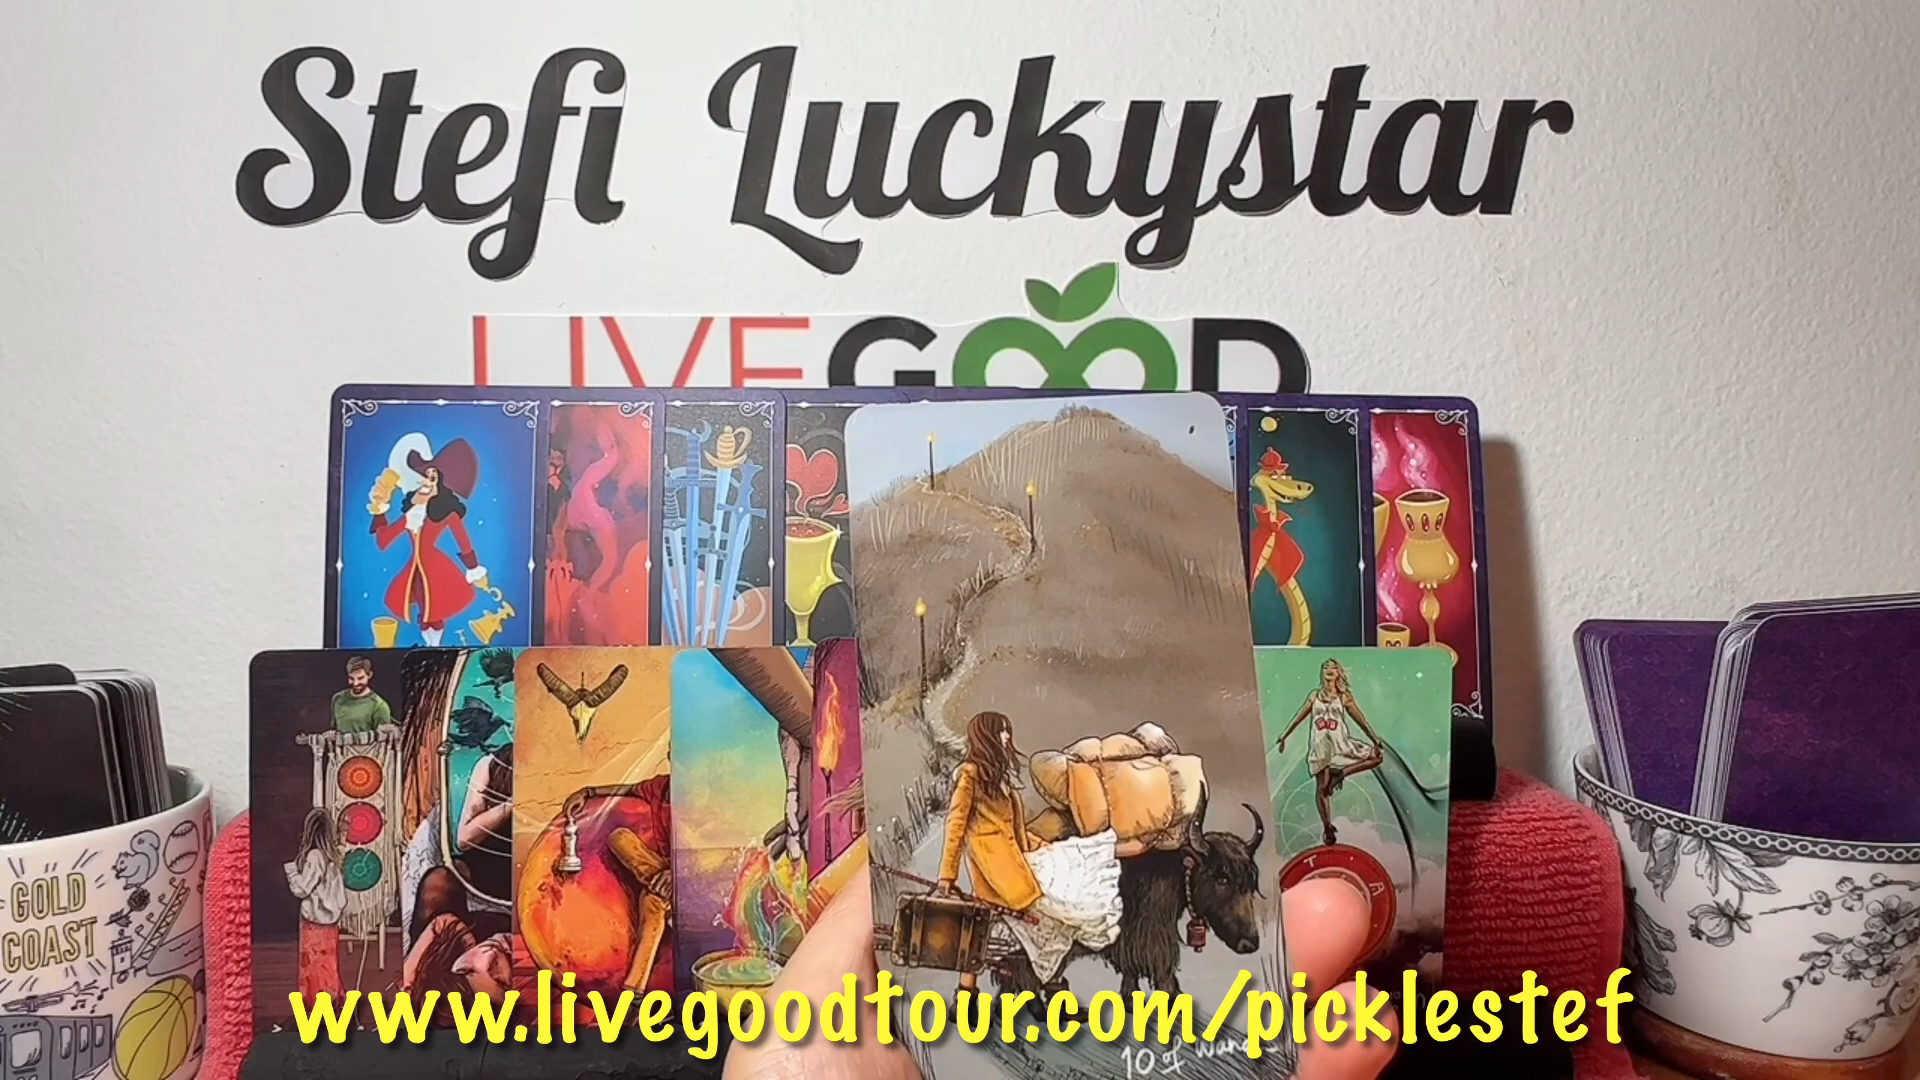 Stefi Luckystar
LIVEGOOD
GOLD
COAST
T A
www.livegoodtour.com/picklestef
10 of Wands